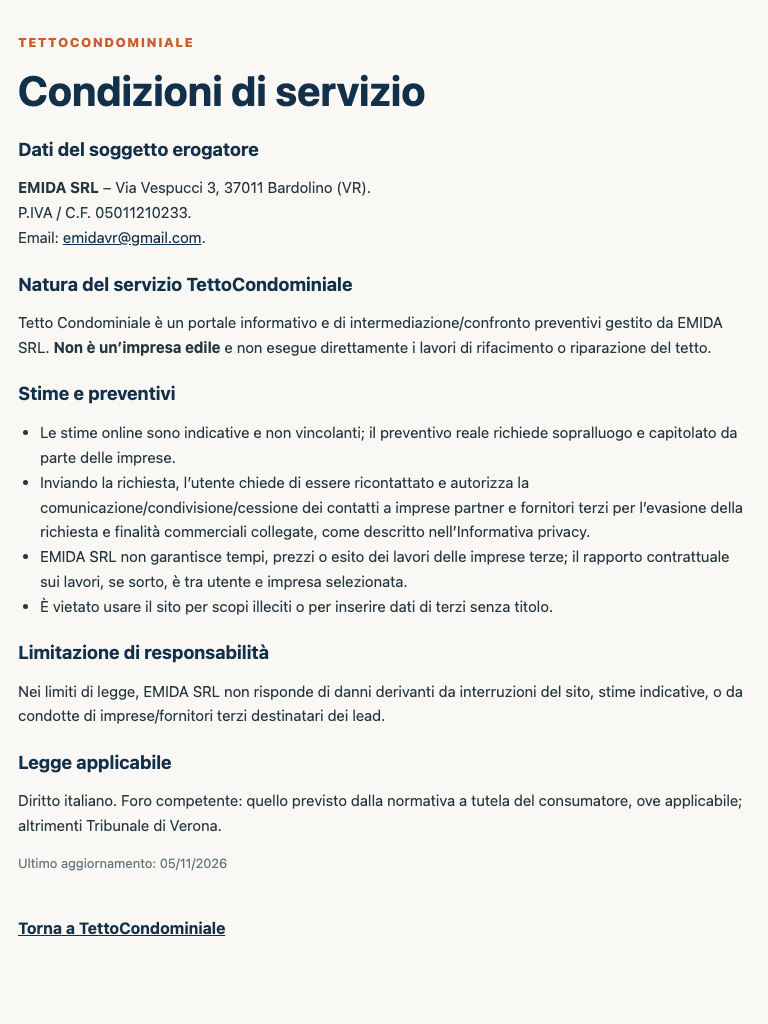 TETTOCONDOMINIALE
Condizioni di servizio
Dati del soggetto erogatore
EMIDA SRL – Via Vespucci 3, 37011 Bardolino (VR).
P.IVA / C.F. 05011210233.
Email: emidavr@gmail.com.
Natura del servizio TettoCondominiale
Tetto Condominiale è un portale informativo e di intermediazione/confronto preventivi gestito da EMIDA
SRL. Non è un’impresa edile e non esegue direttamente i lavori di rifacimento o riparazione del tetto.
Stime e preventivi
• Le stime online sono indicative e non vincolanti; il preventivo reale richiede sopralluogo e capitolato da
parte delle imprese.
• Inviando la richiesta, l’utente chiede di essere ricontattato e autorizza la
comunicazione/condivisione/cessione dei contatti a imprese partner e fornitori terzi per l’evasione della
richiesta e finalità commerciali collegate, come descritto nell’Informativa privacy.
• EMIDA SRL non garantisce tempi, prezzi o esito dei lavori delle imprese terze; il rapporto contrattuale
sui lavori, se sorto, è tra utente e impresa selezionata.
• È vietato usare il sito per scopi illeciti o per inserire dati di terzi senza titolo.
Limitazione di responsabilità
Nei limiti di legge, EMIDA SRL non risponde di danni derivanti da interruzioni del sito, stime indicative, o da
condotte di imprese/fornitori terzi destinatari dei lead.
Legge applicabile
Diritto italiano. Foro competente: quello previsto dalla normativa a tutela del consumatore, ove applicabile;
altrimenti Tribunale di Verona.
Ultimo aggiornamento: 05/11/2026
Torna a TettoCondominiale